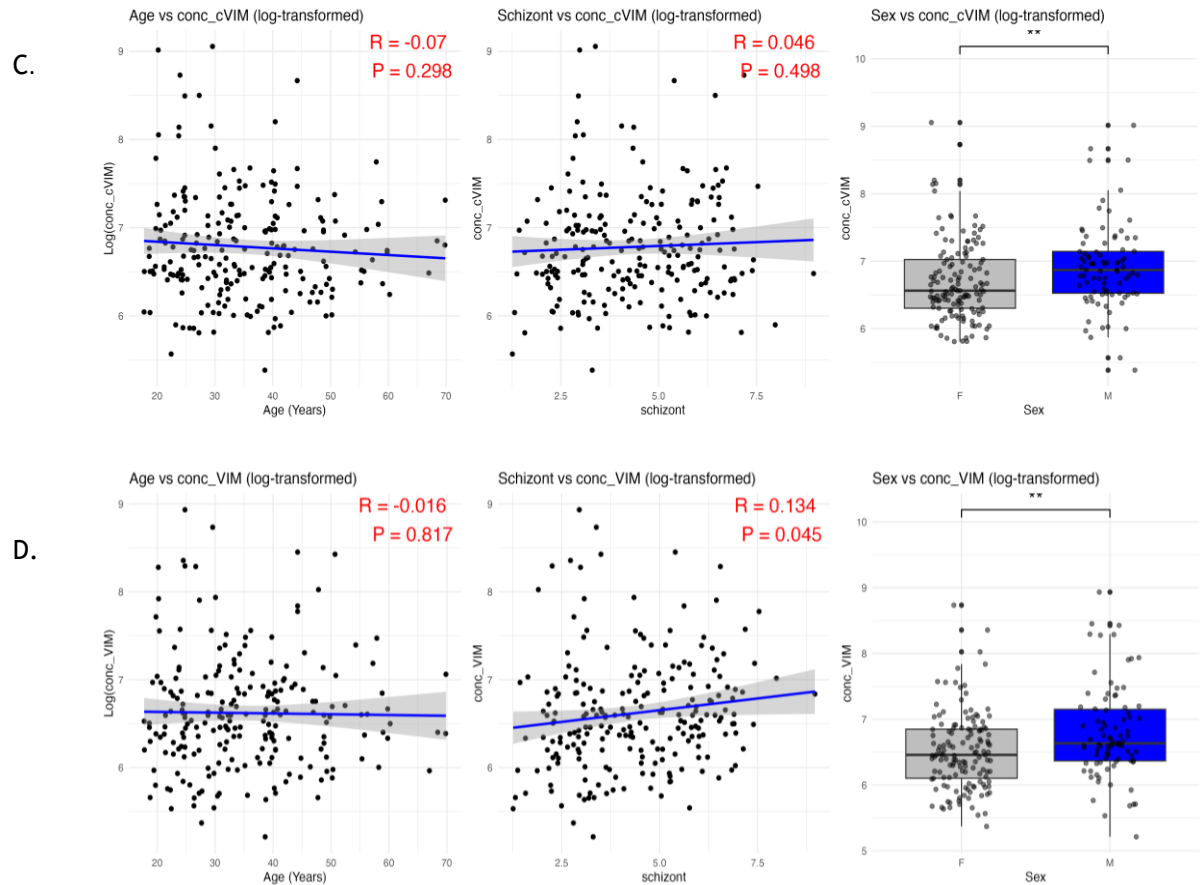 C.
Age vs conc_cVIM (log-transformed)
R = -0.07
P = 0.298
9
8
7
6
Log(conc_cVIM)
20 30 40 50 60 70
Age (Years)
Schizont vs conc_cVIM (log-transformed)
R = 0.046
P = 0.498
9
8
7
6
conc_cVIM
2.5 5.0 7.5
schizont
Sex vs conc_cVIM (log-transformed)
**
10
9
8
7
6
conc_cVIM
F M
Sex
D.
Age vs conc_VIM (log-transformed)
R = -0.016
P = 0.817
9
8
7
6
Log(conc_VIM)
20 30 40 50 60 70
Age (Years)
Schizont vs conc_VIM (log-transformed)
R = 0.134
P = 0.045
9
8
7
6
conc_VIM
2.5 5.0 7.5
schizont
Sex vs conc_VIM (log-transformed)
**
10
9
8
7
6
5
conc_VIM
F M
Sex